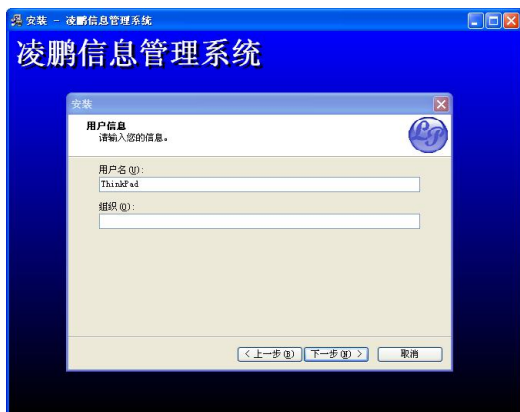 安装 - 凌鹏信息管理系统
凌鹏信息管理系统
安装
用户信息
请输入您的信息。
LP
用户名(U):
ThinkPad
组织(O):
< 上一步(B)
下一步(N) >
取消